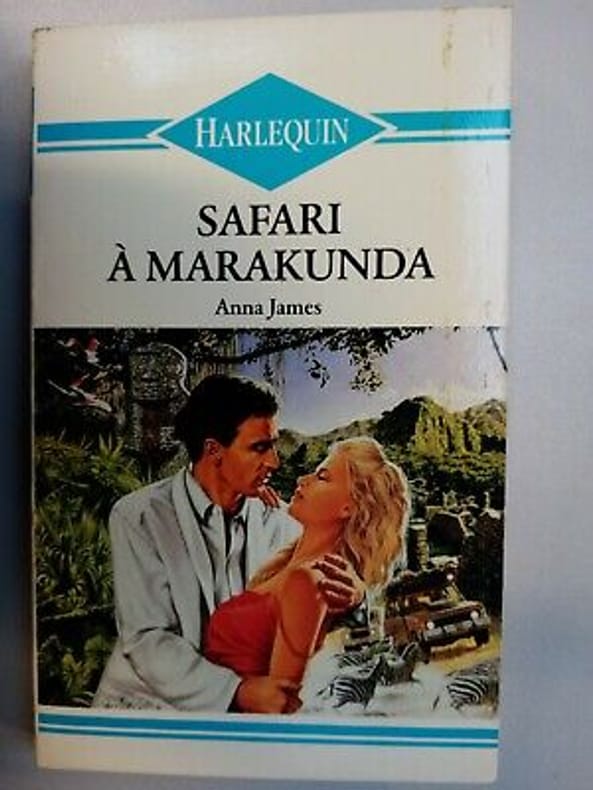 HARLEQUIN
SAFARI
À MARAKUNDA
Anna James